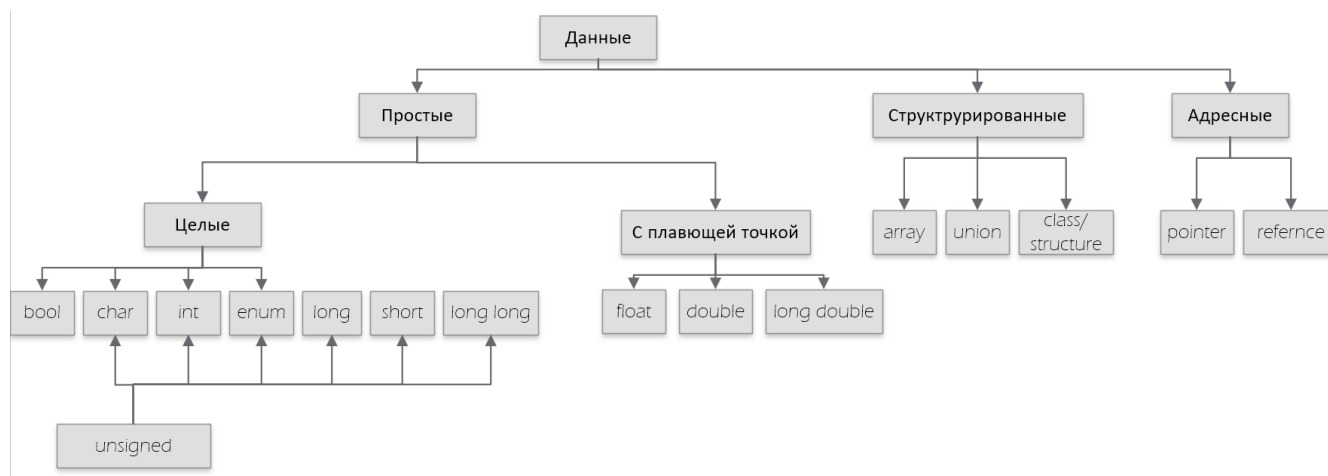 Данные
Простые
Структрурированные
Адресные
Целые
С плавющей точкой
array
union
class/
structure
pointer
refernce
bool
char
int
enum
long
short
long long
float
double
long double
unsigned